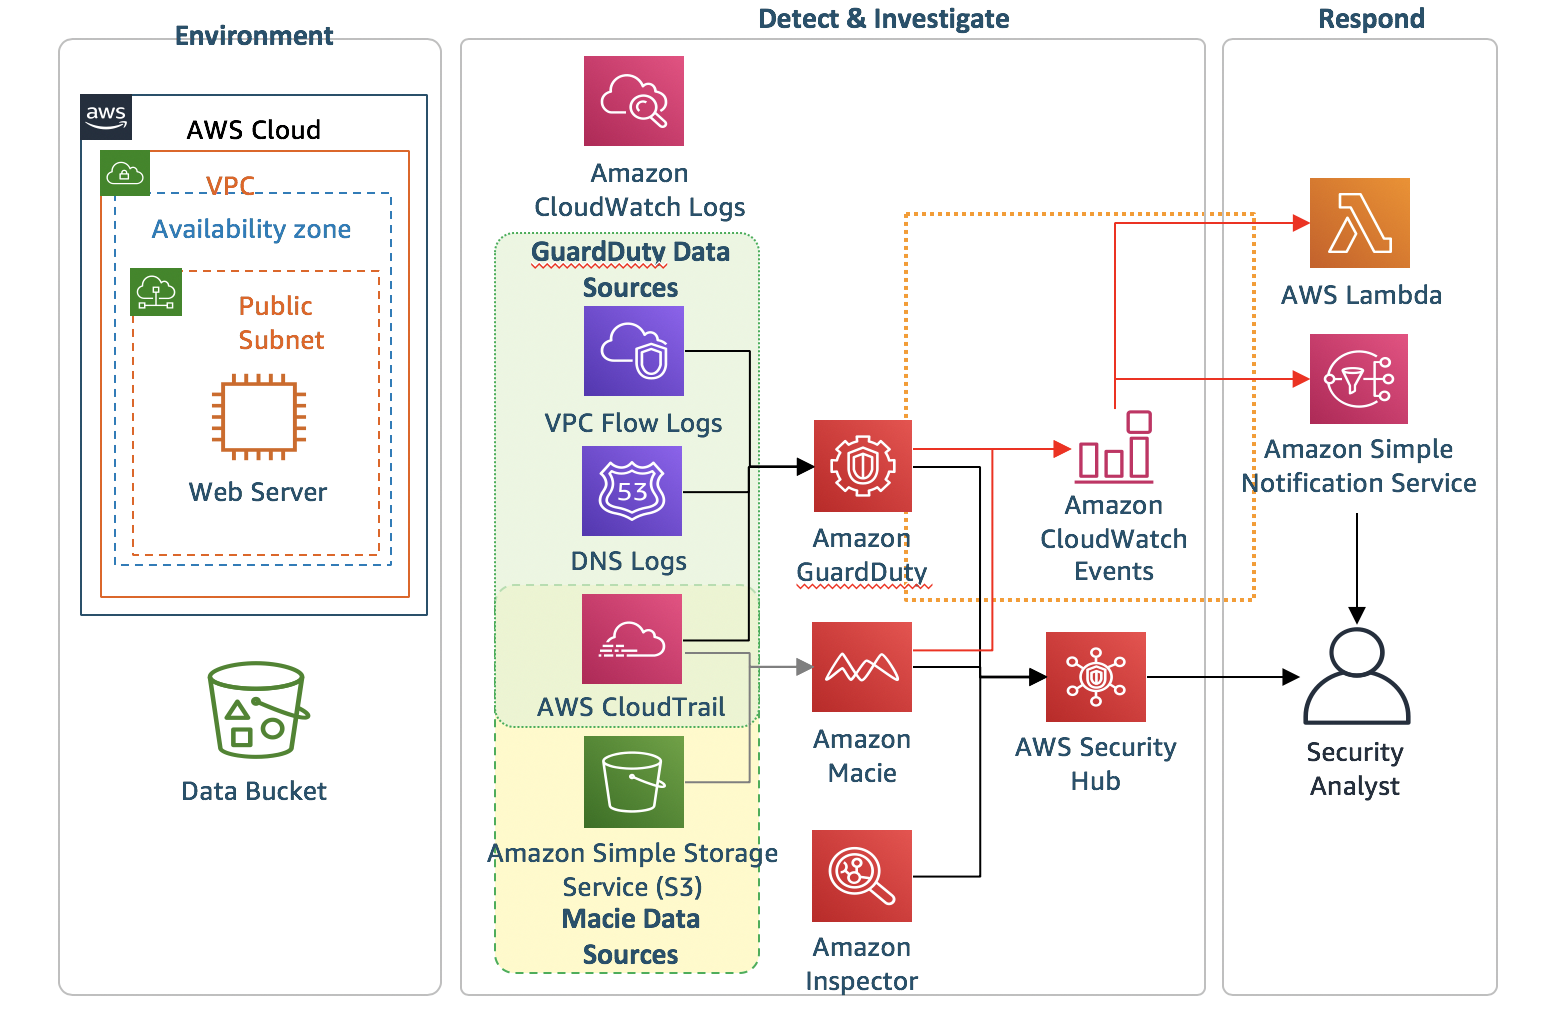 Environment
Detect & Investigate
Respond
aws
AWS Cloud
VPC
Availability zone
Public
Subnet
Web Server
Data Bucket
Amazon
CloudWatch Logs
GuardDuty Data
Sources
VPC Flow Logs
53
DNS Logs
AWS CloudTrail
Amazon Simple Storage
Service (S3)
Macie Data
Sources
Amazon
GuardDuty
Amazon
Macie
Amazon
Inspector
Amazon
CloudWatch
Events
AWS Security
Hub
AWS Lambda
Amazon Simple
Notification Service
Security
Analyst